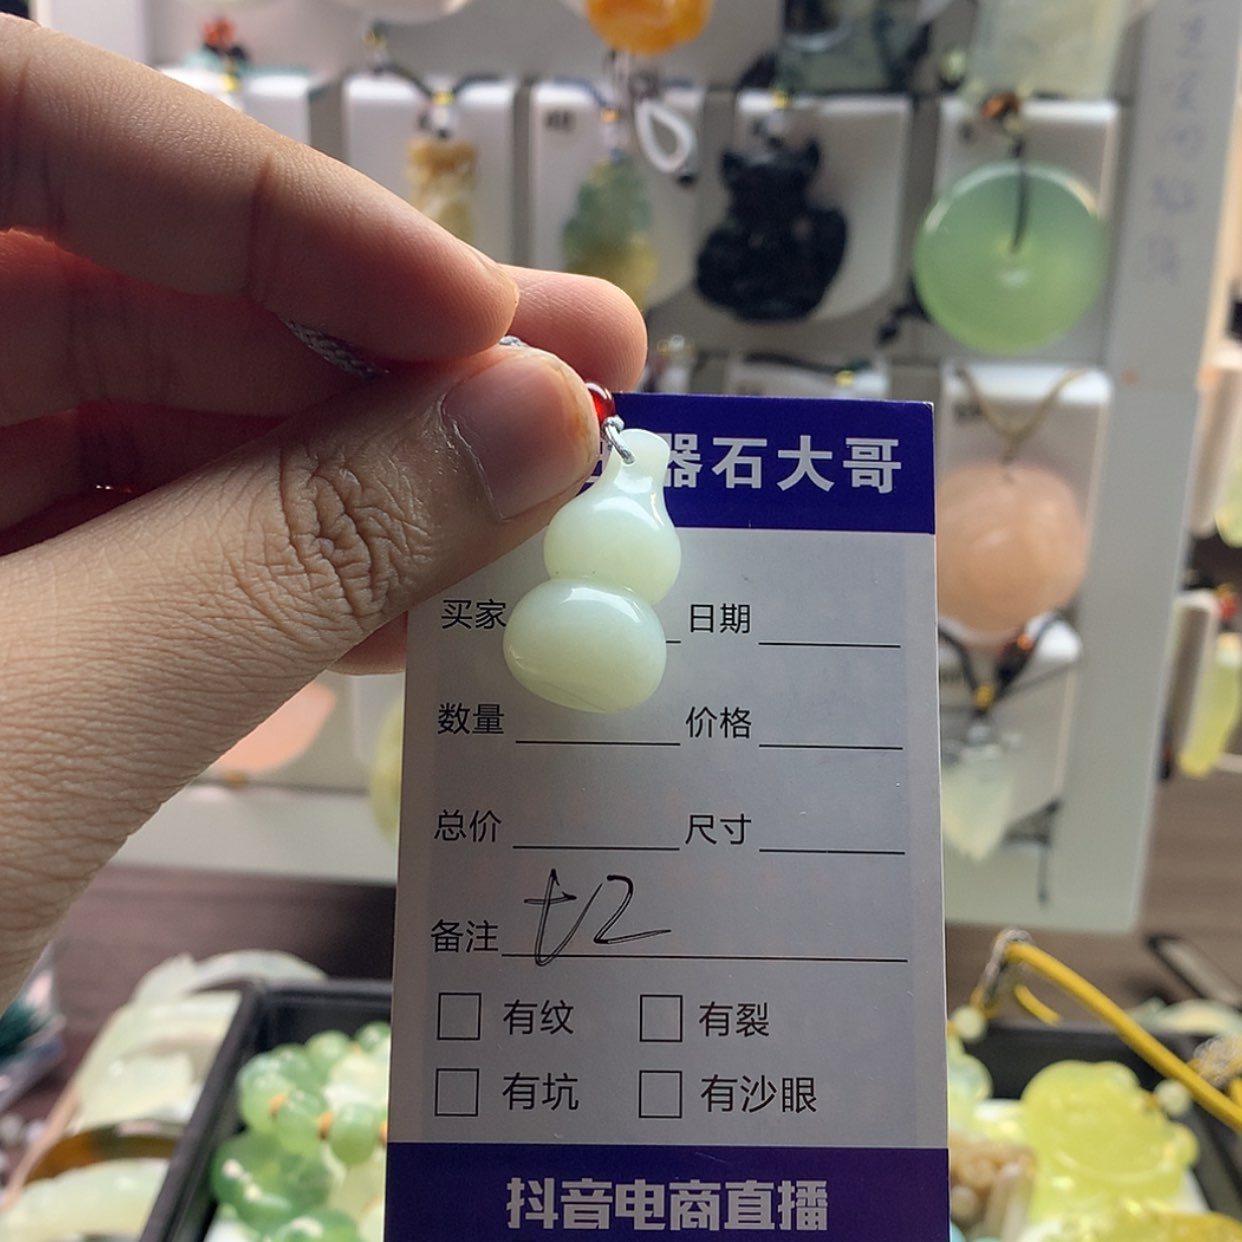 器石大哥
买家 日期
数量 价格
总价 尺寸
备注 t2
有纹 有裂
有坑 有沙眼
抖音电商直播